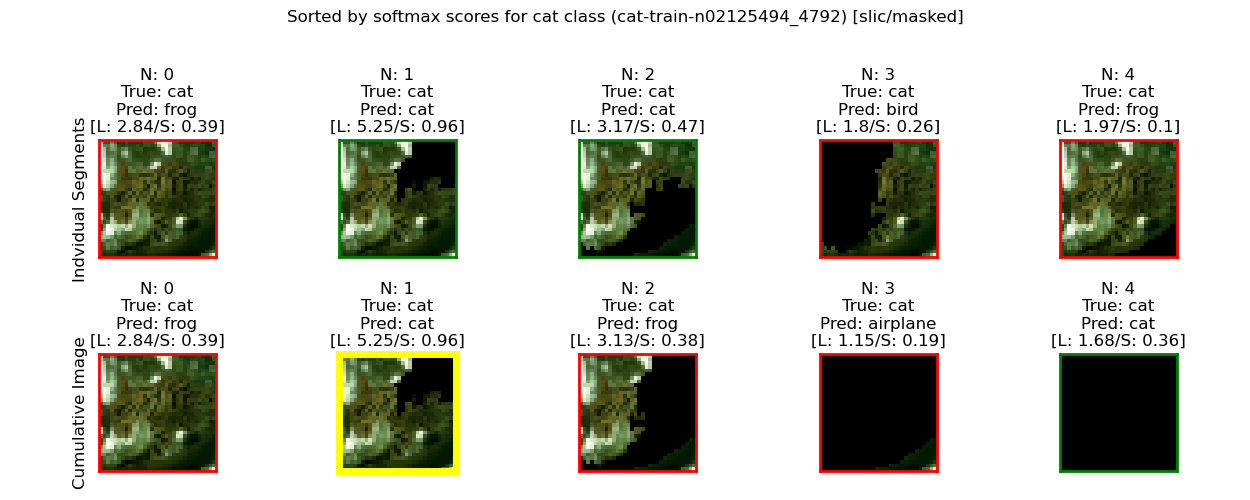 Sorted by softmax scores for cat class (cat-train-n02125494_4792) [slic/masked]
Indvidual Segments
N: 0
True: cat
Pred: frog
[L: 2.84/S: 0.39]
N: 1
True: cat
Pred: cat
[L: 5.25/S: 0.96]
N: 2
True: cat
Pred: cat
[L: 3.17/S: 0.47]
N: 3
True: cat
Pred: bird
[L: 1.8/S: 0.26]
N: 4
True: cat
Pred: frog
[L: 1.97/S: 0.1]
Cumulative Image
N: 0
True: cat
Pred: frog
[L: 2.84/S: 0.39]
N: 1
True: cat
Pred: cat
[L: 5.25/S: 0.96]
N: 2
True: cat
Pred: frog
[L: 3.13/S: 0.38]
N: 3
True: cat
Pred: airplane
[L: 1.15/S: 0.19]
N: 4
True: cat
Pred: cat
[L: 1.68/S: 0.36]